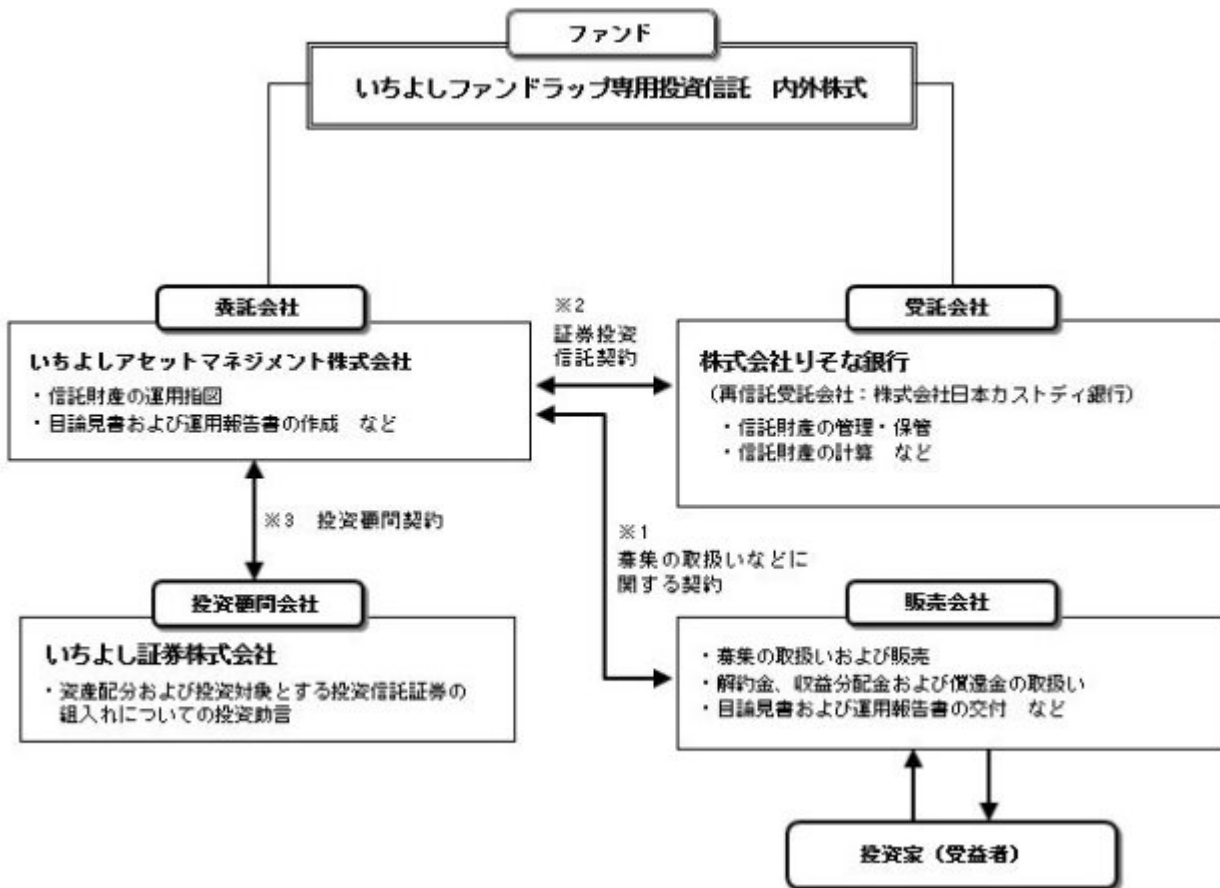 ファンド
いちよしファンドラップ専用投資信託　内外株式
委託会社
いちよしアセットマネジメント株式会社
・信託財産の運用指図
・目論見書および運用報告書の作成　など
※2
証券投資
信託契約
受託会社
株式会社りそな銀行
（再信託受託会社：株式会社日本カストディ銀行）
・信託財産の管理・保管
・信託財産の計算　など
※3　投資顧問契約
※1
募集の取扱いなどに
関する契約
投資顧問会社
いちよし証券株式会社
・資産配分および投資対象とする投資信託証券の
組入れについての投資助言
販売会社
・募集の取扱いおよび販売
・解約金、収益分配金および償還金の取扱い
・目論見書および運用報告書の交付　など
投資家（受益者）